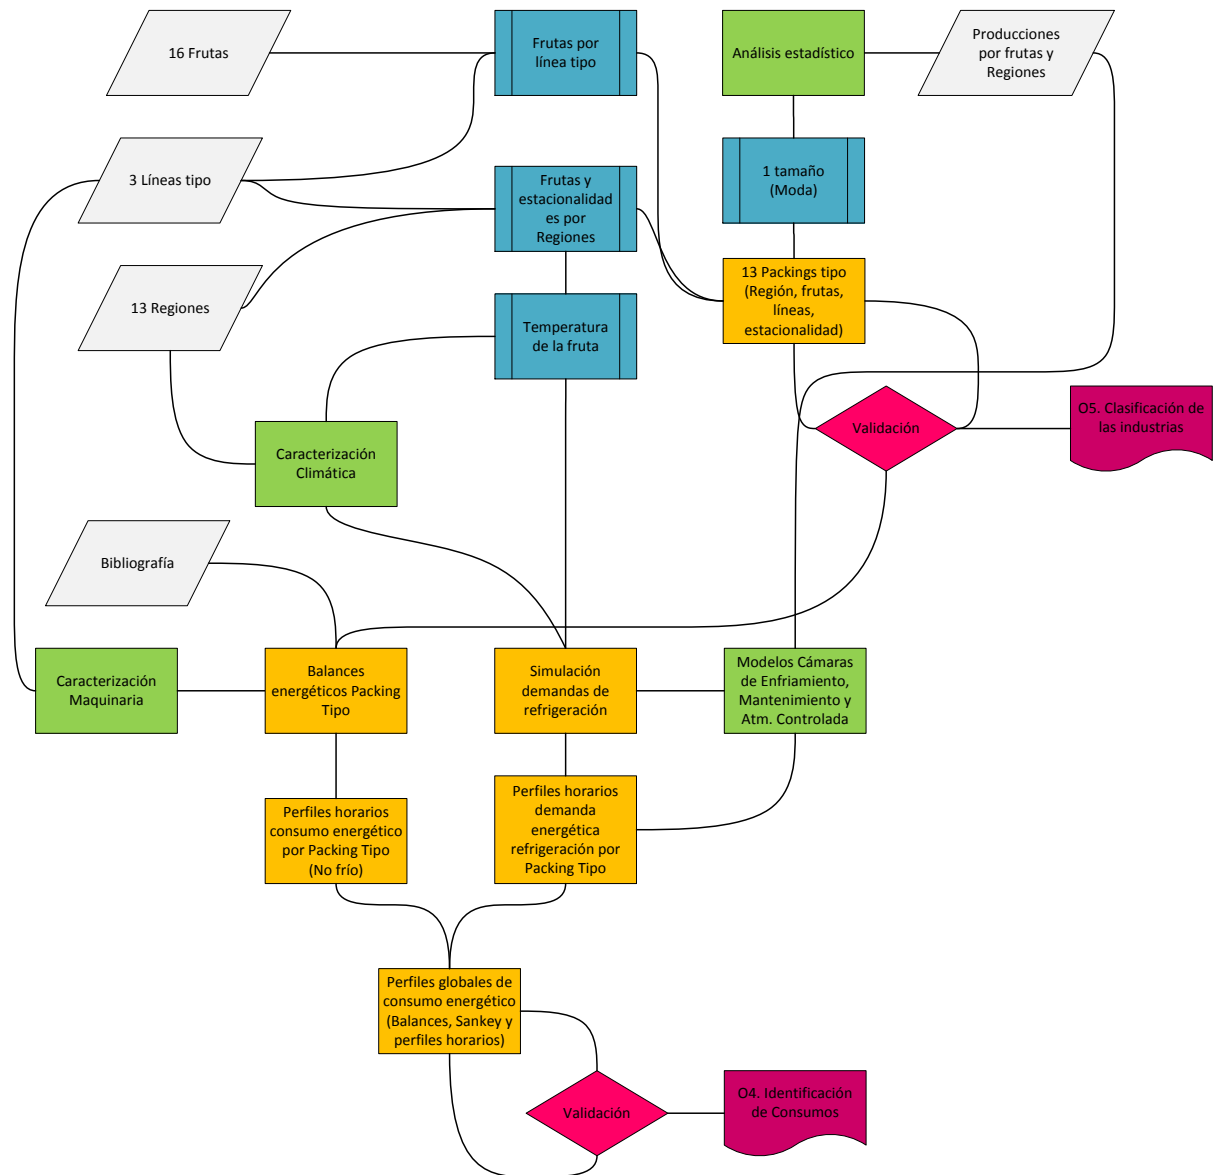 16 Frutas
Frutas por
línea tipo
Análisis estadístico
Producciones
por frutas y
Regiones
3 Líneas tipo
Frutas y
estacionalidad
es por
Regiones
1 tamaño
(Moda)
13 Regiones
Temperatura
de la fruta
13 Packings tipo
(Región, frutas,
líneas,
estacionalidad)
Validación
O5. Clasificación de
las industrias
Caracterización
Climática
Bibliografía
Caracterización
Maquinaria
Balances
energéticos Packing
Tipo
Simulación
demandas de
refrigeración
Modelos Cámaras
de Enfriamiento,
Mantenimiento y
Atm. Controlada
Perfiles horarios
consumo energético
por Packing Tipo
(No frío)
Perfiles horarios
demanda
energética
refrigeración por
Packing Tipo
Perfiles globales de
consumo energético
(Balances, Sankey y
perfiles horarios)
Validación
O4. Identificación
de Consumos